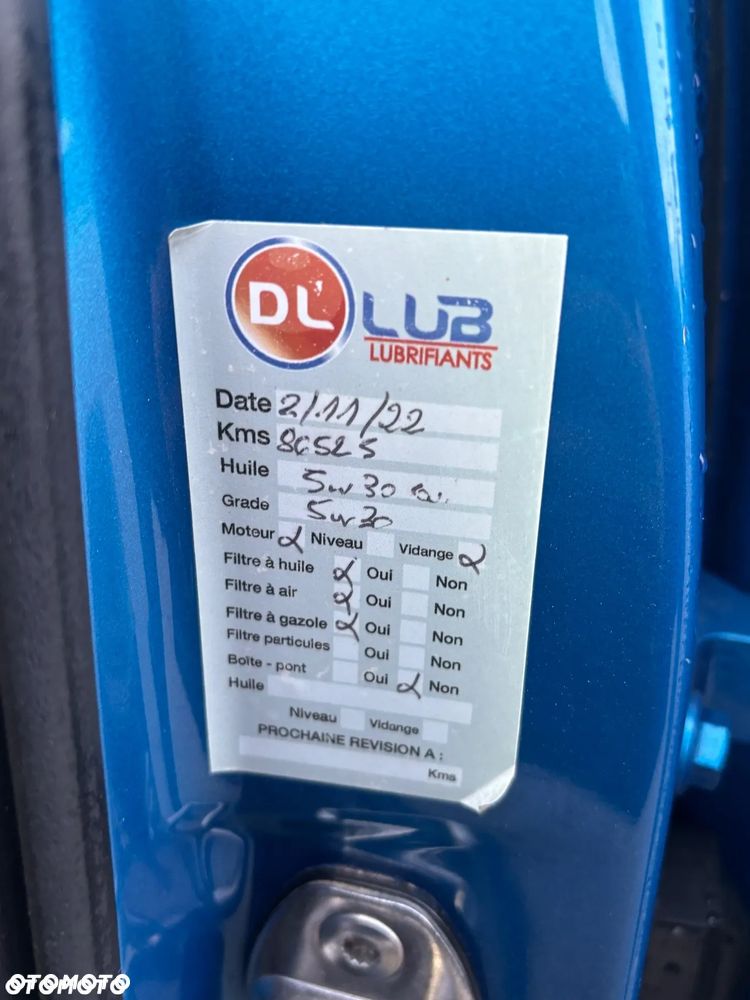 DL LUB
LUBRIFIANTS
Date 2/11/22
Kms 86525
Huile 5w30
Grade 5w30
Moteur Niveau Vidange
Filtre à huile Oui Non
Filtre à air Oui Non
Filtre à gazole Oui Non
Filtre particules Oui Non
Boîte - pont Oui Non
Huile
Niveau Vidange
PROCHAINE REVISION A :
Kms
OTOMOTO